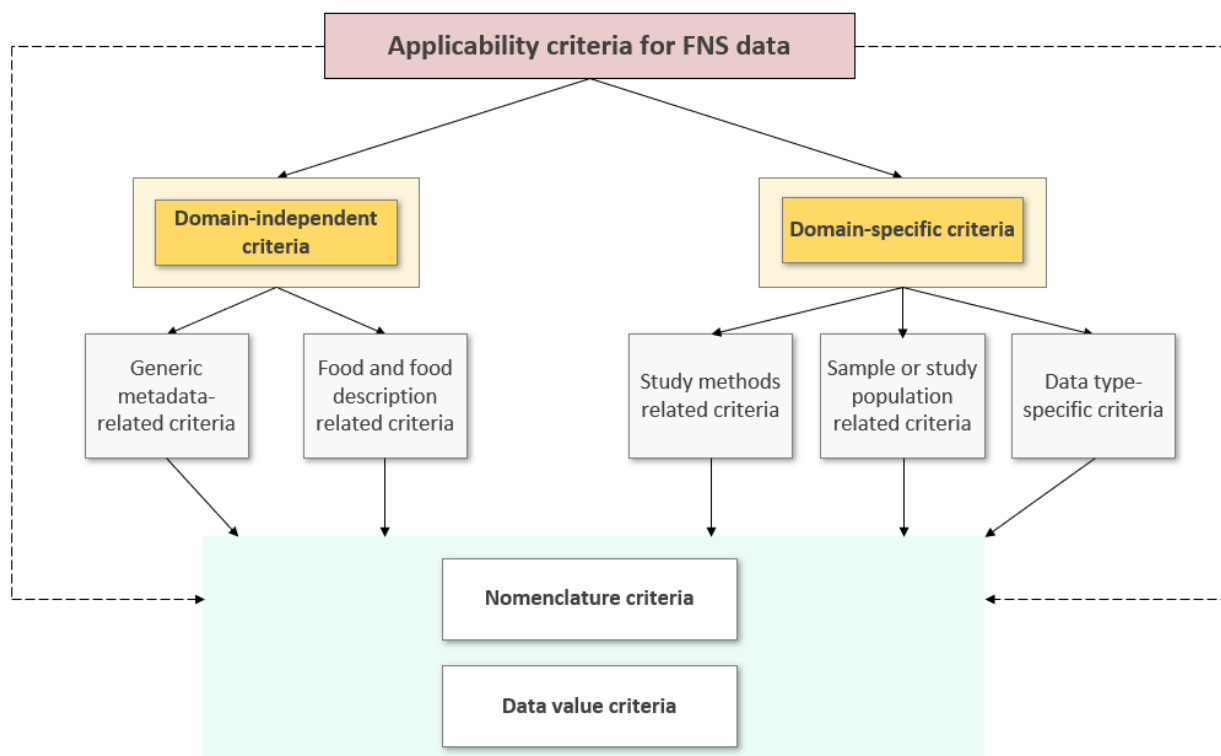 Applicability criteria for FNS data
Domain-independent
criteria
Domain-specific criteria
Generic
metadata-
related criteria
Food and food
description
related criteria
Study methods
related criteria
Sample or study
population
related criteria
Data type-
specific criteria
Nomenclature criteria
Data value criteria